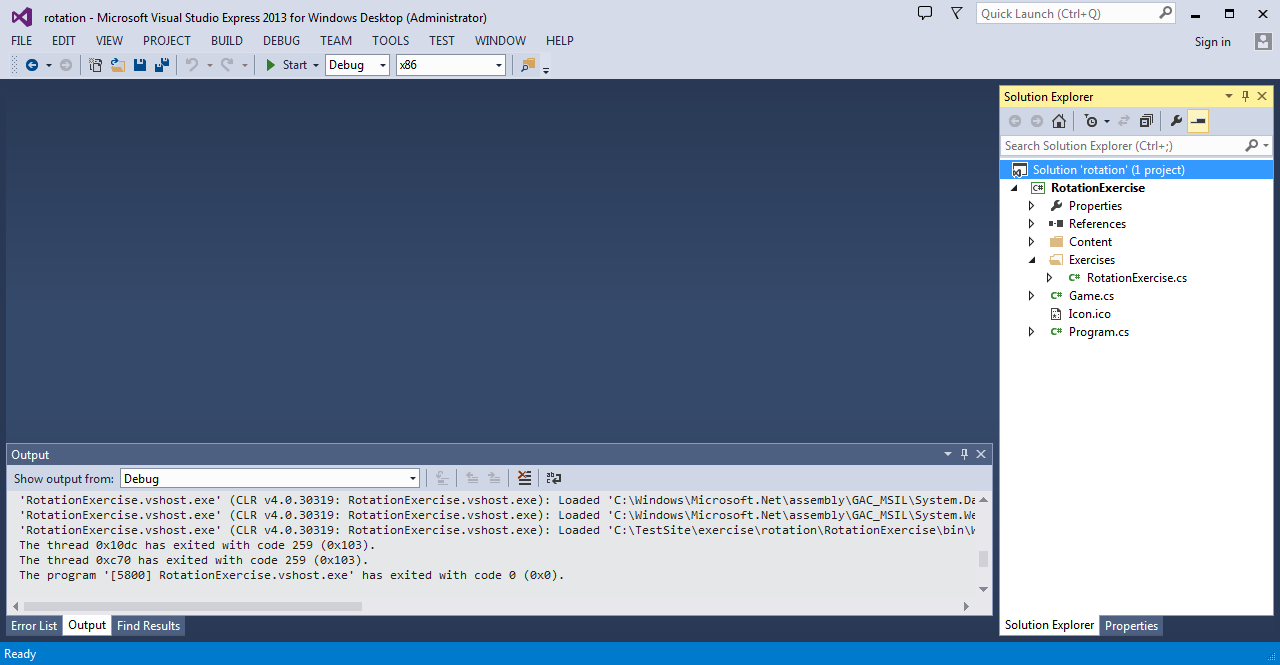 rotation - Microsoft Visual Studio Express 2013 for Windows Desktop (Administrator)
Quick Launch (Ctrl+Q)
FILE EDIT VIEW PROJECT BUILD DEBUG TEAM TOOLS TEST WINDOW HELP
Sign in
Start Debug x86
Solution Explorer
Search Solution Explorer (Ctrl+;)
Solution 'rotation' (1 project)
C# RotationExercise
Properties
References
Content
Exercises
C# RotationExercise.cs
C# Game.cs
Icon.ico
C# Program.cs
Solution Explorer Properties
Output
Show output from: Debug
'RotationExercise.vshost.exe' (CLR v4.0.30319: RotationExercise.vshost.exe): Loaded 'C:\Windows\Microsoft.Net\assembly\GAC_MSIL\System.Da
'RotationExercise.vshost.exe' (CLR v4.0.30319: RotationExercise.vshost.exe): Loaded 'C:\Windows\Microsoft.Net\assembly\GAC_MSIL\System.We
'RotationExercise.vshost.exe' (CLR v4.0.30319: RotationExercise.vshost.exe): Loaded 'C:\TestSite\exercise\rotation\RotationExercise\bin\W
The thread 0x10dc has exited with code 259 (0x103).
The thread 0xc70 has exited with code 259 (0x103).
The program '[5800] RotationExercise.vshost.exe' has exited with code 0 (0x0).
Error List Output Find Results
Ready